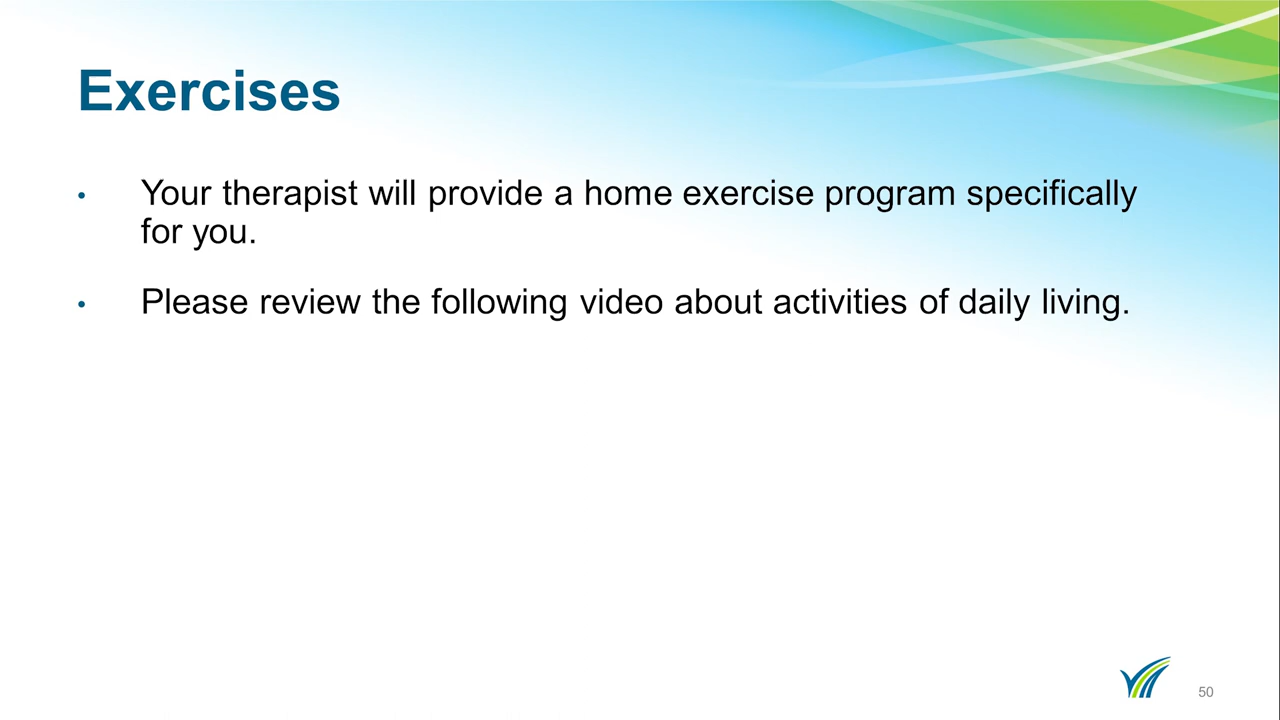 Exercises
• Your therapist will provide a home exercise program specifically
for you.
• Please review the following video about activities of daily living.
50